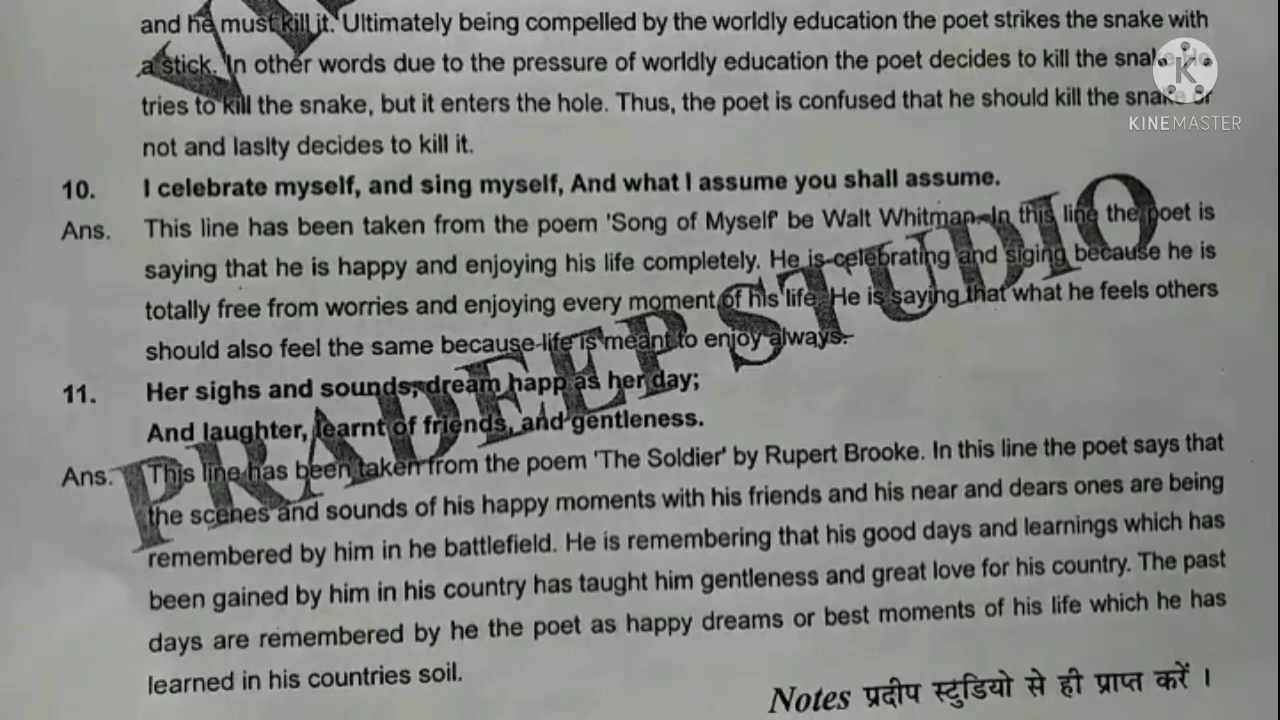 and he must kill it. Ultimately being compelled by the worldly education the poet strikes the snake with
a stick. In other words due to the pressure of worldly education the poet decides to kill the snake. He
tries to kill the snake, but it enters the hole. Thus, the poet is confused that he should kill the snake or
not and laslty decides to kill it.
KINEMASTER
10. I celebrate myself, and sing myself, And what I assume you shall assume.
Ans. This line has been taken from the poem 'Song of Myself' be Walt Whitman. In this line the poet is
saying that he is happy and enjoying his life completely. He is celebrating and siging because he is
totally free from worries and enjoying every moment of his life. He is saying that what he feels others
should also feel the same because life is meant to enjoy always.
11. Her sighs and sounds; dream happ as her day;
And laughter, learnt of friends, and gentleness.
Ans. This line has been taken from the poem 'The Soldier' by Rupert Brooke. In this line the poet says that
the scenes and sounds of his happy moments with his friends and his near and dears ones are being
remembered by him in he battlefield. He is remembering that his good days and learnings which has
been gained by him in his country has taught him gentleness and great love for his country. The past
days are remembered by he the poet as happy dreams or best moments of his life which he has
learned in his countries soil.
PRADEEP STUDIO
Notes प्रदीप स्टुडियो से ही प्राप्त करें ।